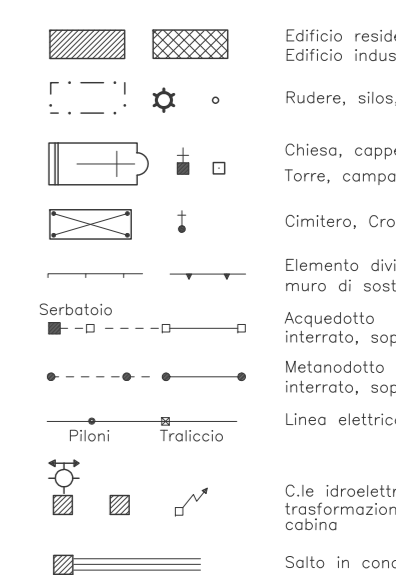 Edificio reside
Edificio indus
Rudere, silos,
Chiesa, cappe
Torre, campa
Cimitero, Cro
Elemento divi
muro di sost
Serbatoio
Acquedotto
interrato, sop
Metanodotto
interrato, sop
Linea elettric
Piloni Traliccio
C.le idroelettr
trasformazion
cabina
Salto in cond